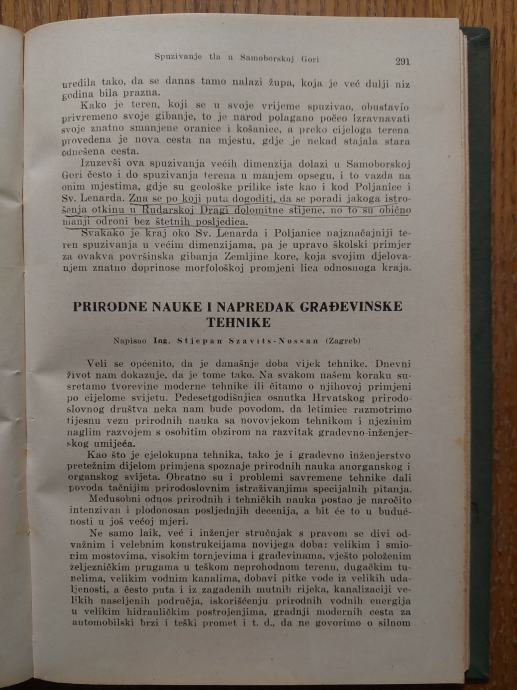 Spuzivanje tla u Samoborskoj Gori 291
uredila tako, da se danas tamo nalazi župa, koja je već dulji niz
godina bila prazna.
Kako je teren, koji se u svoje vrijeme spuzivao, obustavio
privremeno svoje gibanje, to je narod polagano počeo izravnavati
svoje znatno smanjene oranice i košanice, a preko cijeloga terena
provedena je nova cesta na mjestu, gdje je nekad stajala stara
odnešena cesta.
Izuzevši ova spuzivanja većih dimenzija dolazi u Samoborskoj
Gori često i do spuzivanja terena u manjem opsegu, i to vazda na
onim mjestima, gdje su geološke prilike iste kao i kod Poljanice i
Sv. Lenarda. Zna se po koji puta dogoditi, da se poradi jakoga istro-
šenja otkinu u Rudarskoj Dragi dolomitne stijene, no to su obično
manji odroni bez štetnih posljedica.
Svakako je kraj oko Sv. Lenarda i Poljanice najznačajniji te-
ren spuzivanja u većim dimenzijama, pa je upravo školski primjer
za ovakva površinska gibanja Zemljine kore, koja svojim djelova-
njem znatno doprinose morfološkoj promjeni lica odnosnoga kraja.
PRIRODNE NAUKE I NAPREDAK GRAĐEVINSKE
TEHNIKE
Napisao Ing. Stjepan Szavits-Nossan (Zagreb)
Veli se općenito, da je današnje doba vijek tehnike. Dnevni
život nam dokazuje, da je tome tako. Na svakom našem koraku su-
sretamo tvorevine moderne tehnike ili čitamo o njihovoj primjeni
po cijelome svijetu. Pedesetgodišnjica osnutka Hrvatskog prirodo-
slovnog društva neka nam bude povodom, da letimice razmotrimo
tijesnu vezu prirodnih nauka sa novovjekom tehnikom i njezinim
naglim razvojem s osobitim obzirom na razvitak građevno-inženjer-
skog umijeća.
Kao što je cjelokupna tehnika, tako je i građevno inženjerstvo
pretežnim dijelom primjena spoznaje prirodnih nauka anorganskog i
organskog svijeta. Obratno su i problemi savremene tehnike dali
povoda tačnijim prirodoslovnim istraživanjima specijalnih pitanja.
Medusobni odnos prirodnih i tehničkih nauka postao je naročito
intenzivan i plodonosan posljednjih decenija, a bit će to u buduć-
nosti u još većoj mjeri.
Ne samo laik, već i inženjer stručnjak s pravom se divi od-
važnim i velebnim konstrukcijama novijega doba: velikim i smio-
nim mostovima, visokim tornjevima i građevinama, vješto položenim
željezničkim prugama u teškom neprohodnom terenu, dugačkim tu-
nelima, velikim vodnim kanalima, dobavi pitke vode iz velikih uda-
ljenosti, a često puta i iz zagađenih mutnih rijeka, kanalizaciji ve-
likih naseljenih područja, iskorišćenju prirodnih vodnih energija
u velikim hidrauličkim postrojenjima, gradnji modernih cesta za
automobilski brzi i teški promet i t. d., da ne govorimo o silnom